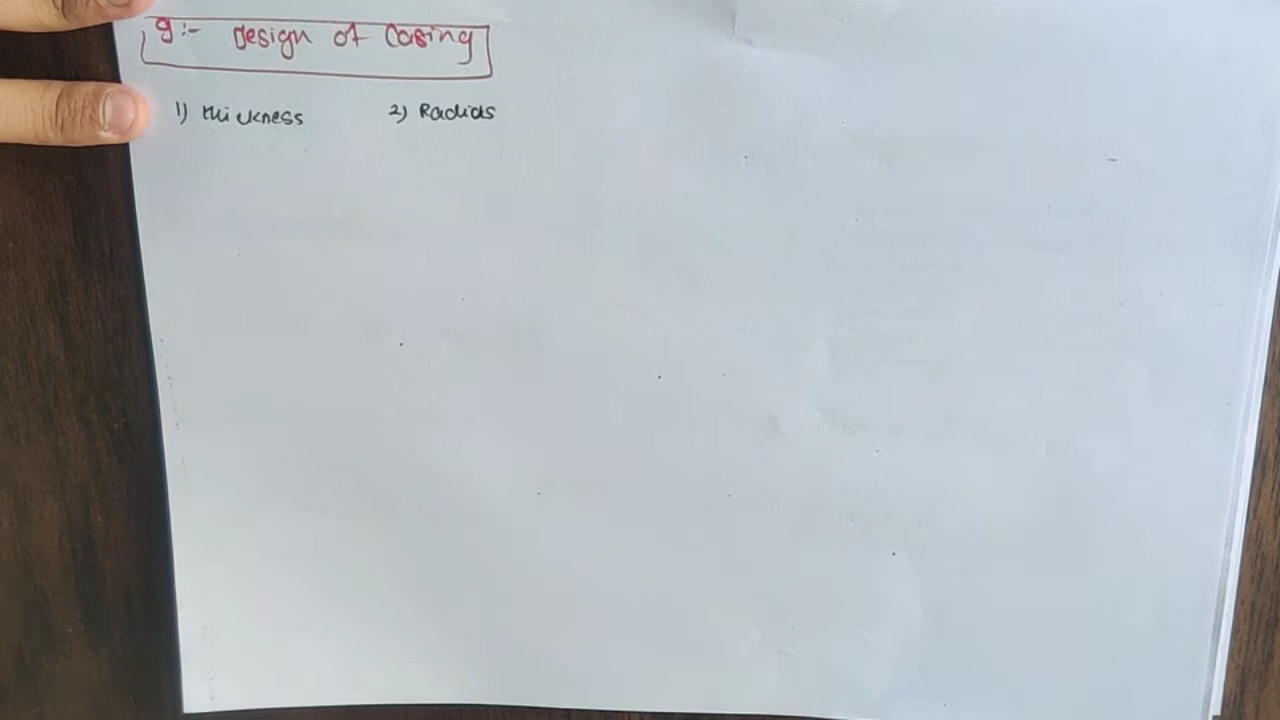 9:- Design of Casing
1) thickness 2) Radius